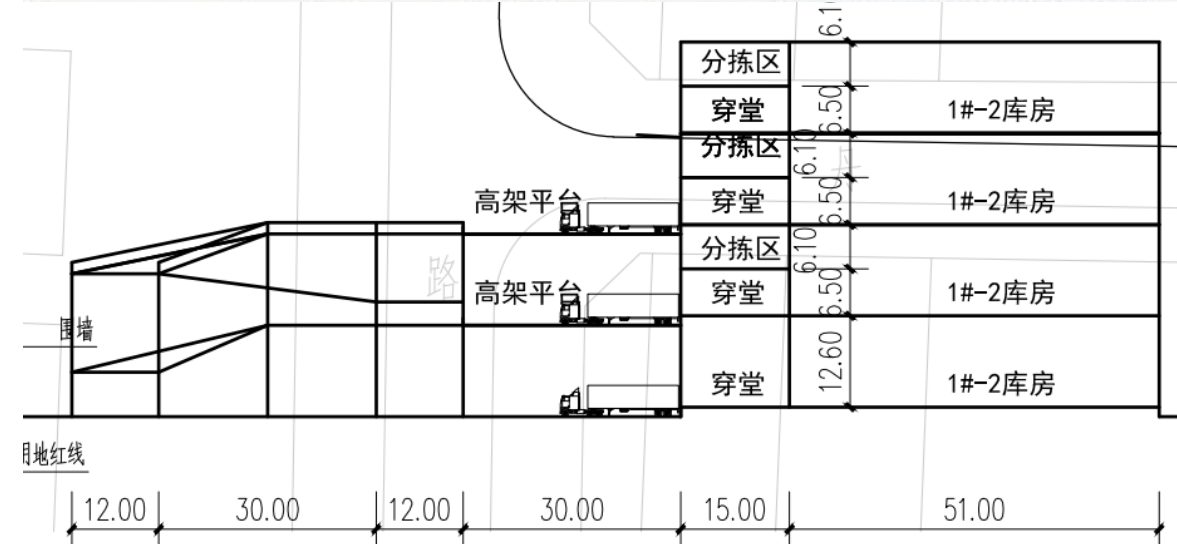 6.10
分拣区
6.50
穿堂
1#-2库房
分拣区
6.10
丹
高架平台
穿堂
6.50
1#-2库房
分拣区
6.10
路
高架平台
穿堂
6.50
1#-2库房
围墙
12.60
穿堂
1#-2库房
用地红线
12.00
30.00
12.00
30.00
15.00
51.00